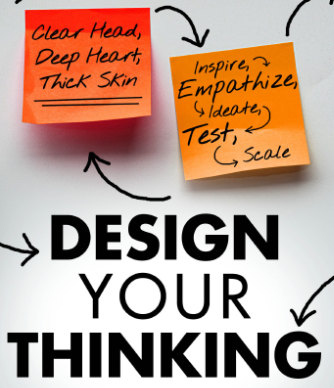 Clear Head,
Deep Heart,
Thick Skin
Inspire,
Empathize,
Ideate,
Test,
Scale
DESIGN
YOUR
THINKING